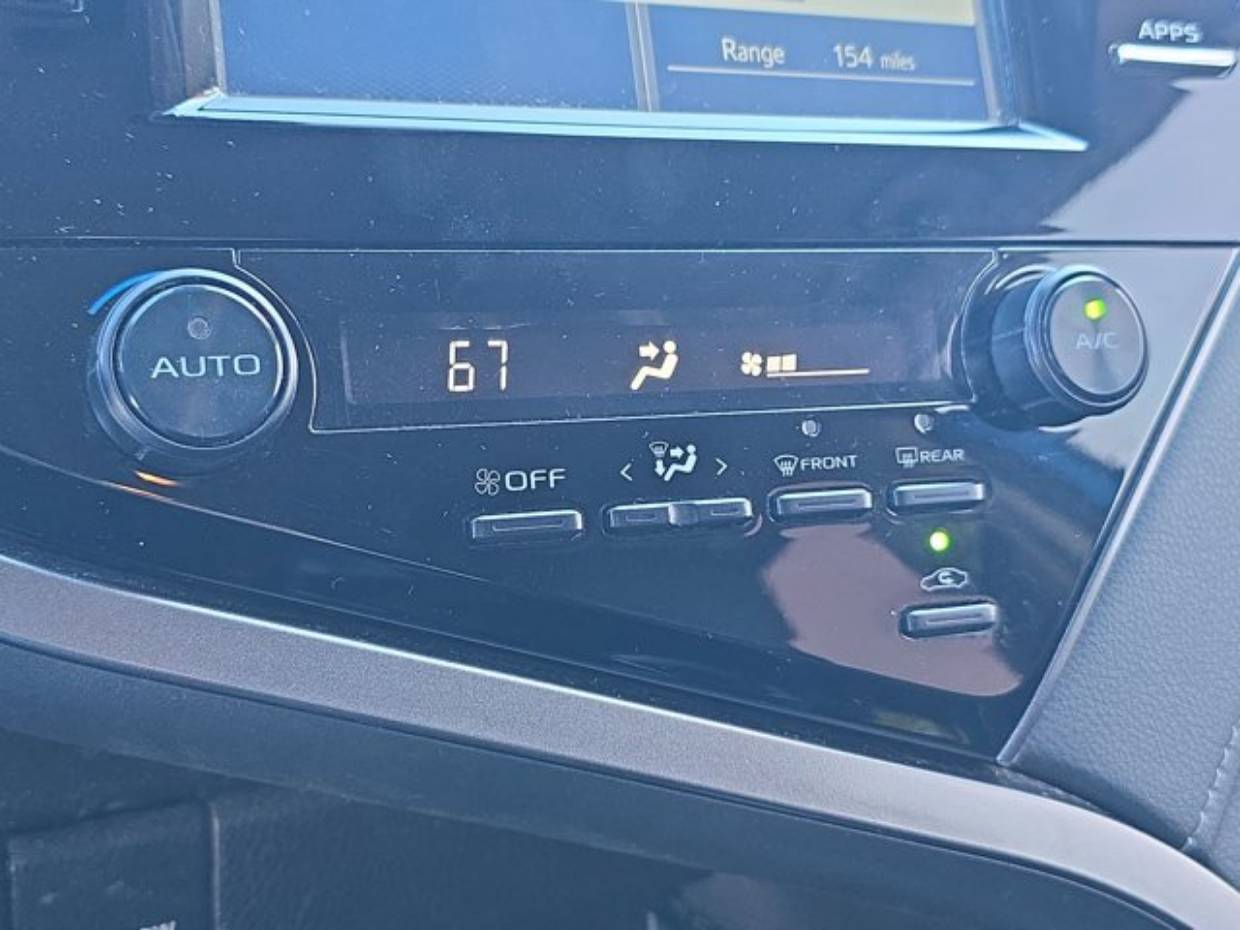 Range 154 miles
APPS
AUTO
67
A/C
OFF
FRONT
REAR